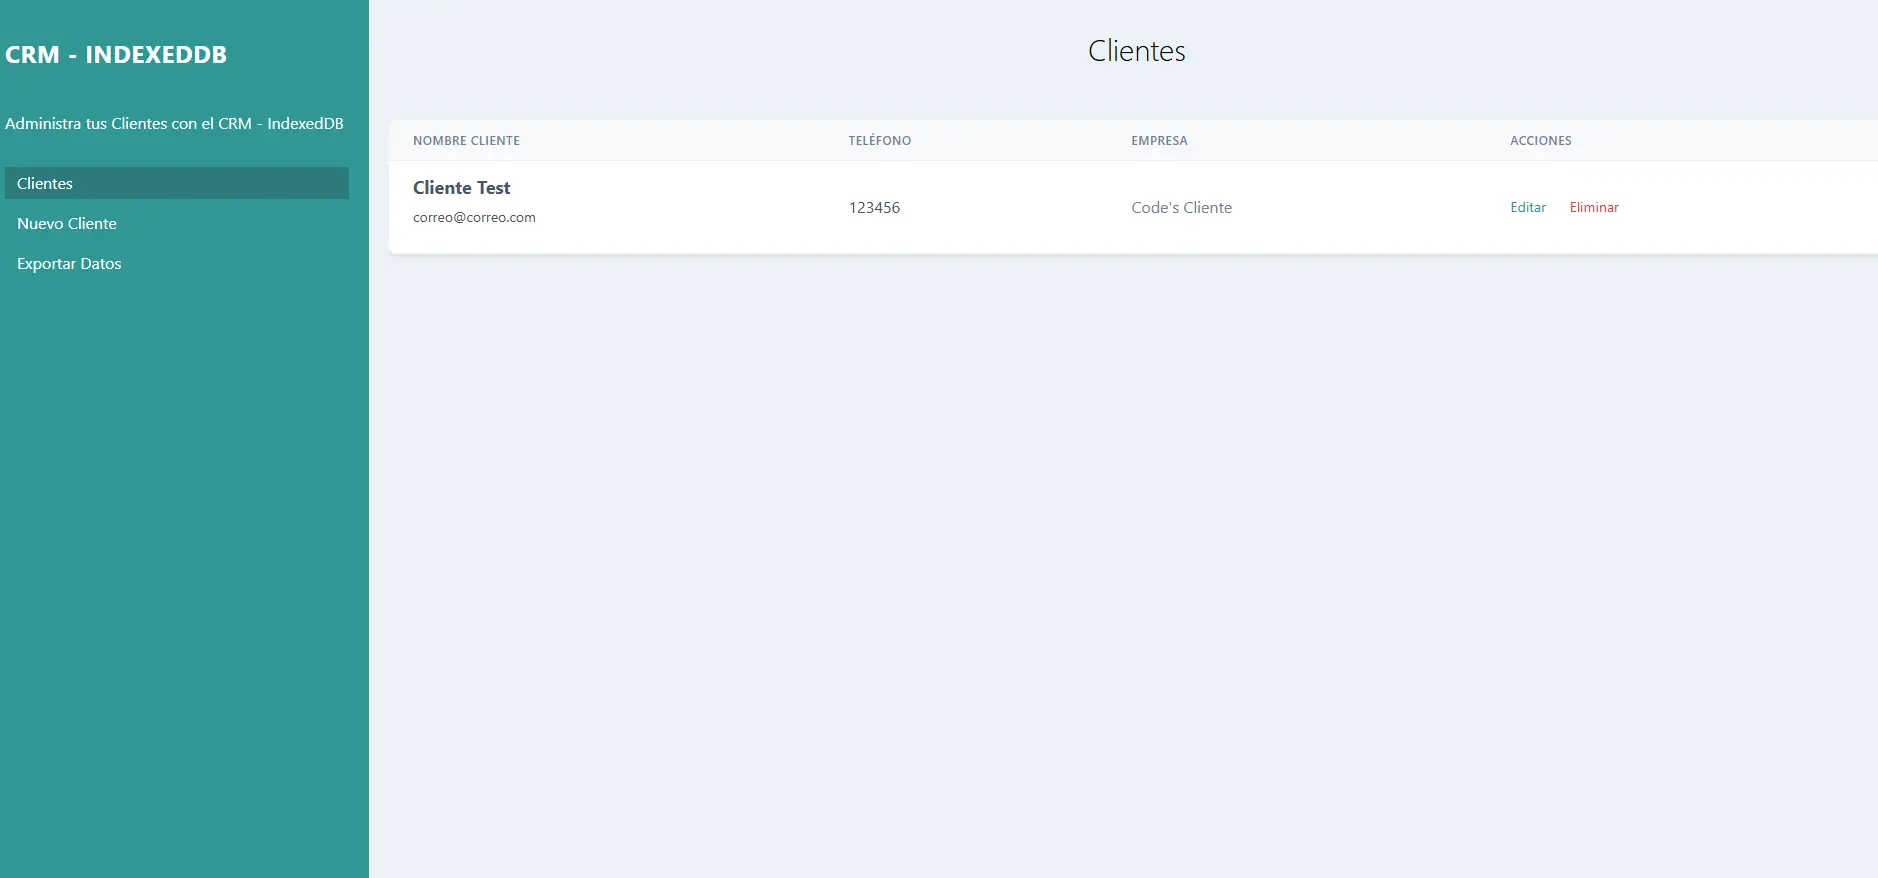 CRM - INDEXEDDB
Administra tus Clientes con el CRM - IndexedDB
Clientes
Nuevo Cliente
Exportar Datos
Clientes
NOMBRE CLIENTE TELÉFONO EMPRESA ACCIONES
Cliente Test
correo@correo.com
123456 Code's Cliente Editar Eliminar